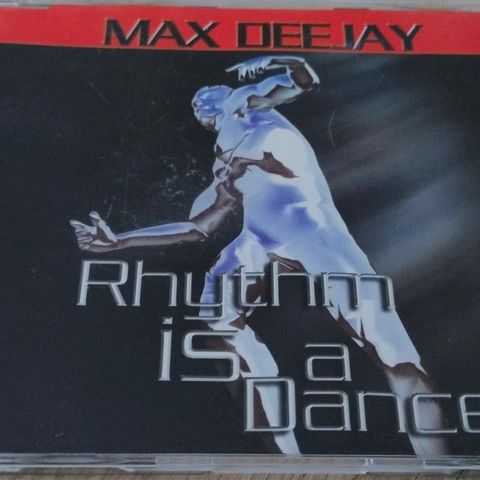 MAX DEEJAY
Rhythm
is a
Dance